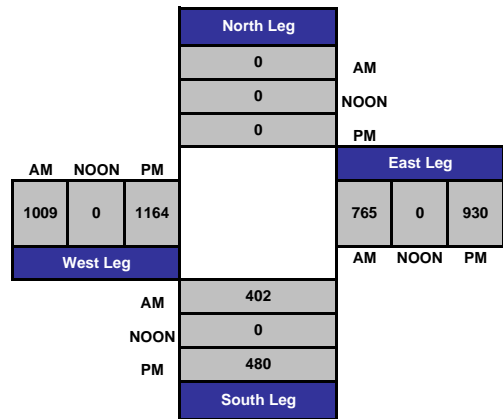 North Leg
0 AM
0 NOON
0 PM
East Leg
AM NOON PM
1009 0 1164
765 0 930
West Leg
AM NOON PM
AM 402
NOON 0
PM 480
South Leg